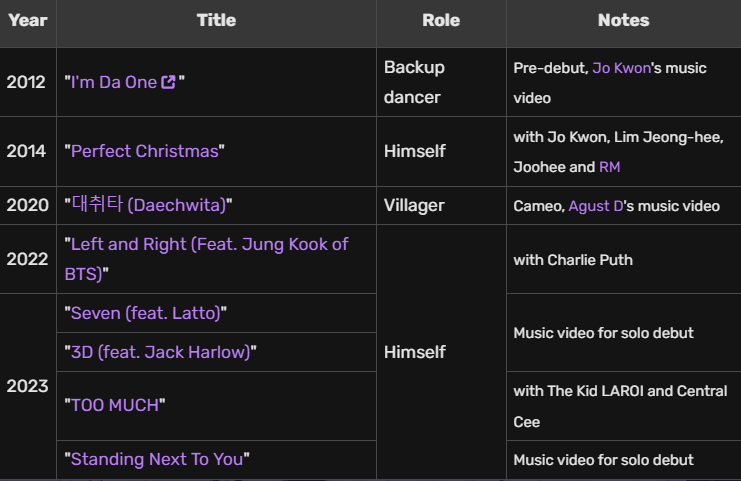 Year Title Role Notes
2012 "I'm Da One" Backup dancer Pre-debut, Jo Kwon's music video
2014 "Perfect Christmas" Himself with Jo Kwon, Lim Jeong-hee, Joohee and RM
2020 "대취타 (Daechwita)" Villager Cameo, Agust D's music video
2022 "Left and Right (Feat. Jung Kook of BTS)" Himself with Charlie Puth
2023 "Seven (feat. Latto)" Music video for solo debut
"3D (feat. Jack Harlow)"
"TOO MUCH" with The Kid LAROI and Central Cee
"Standing Next To You" Music video for solo debut